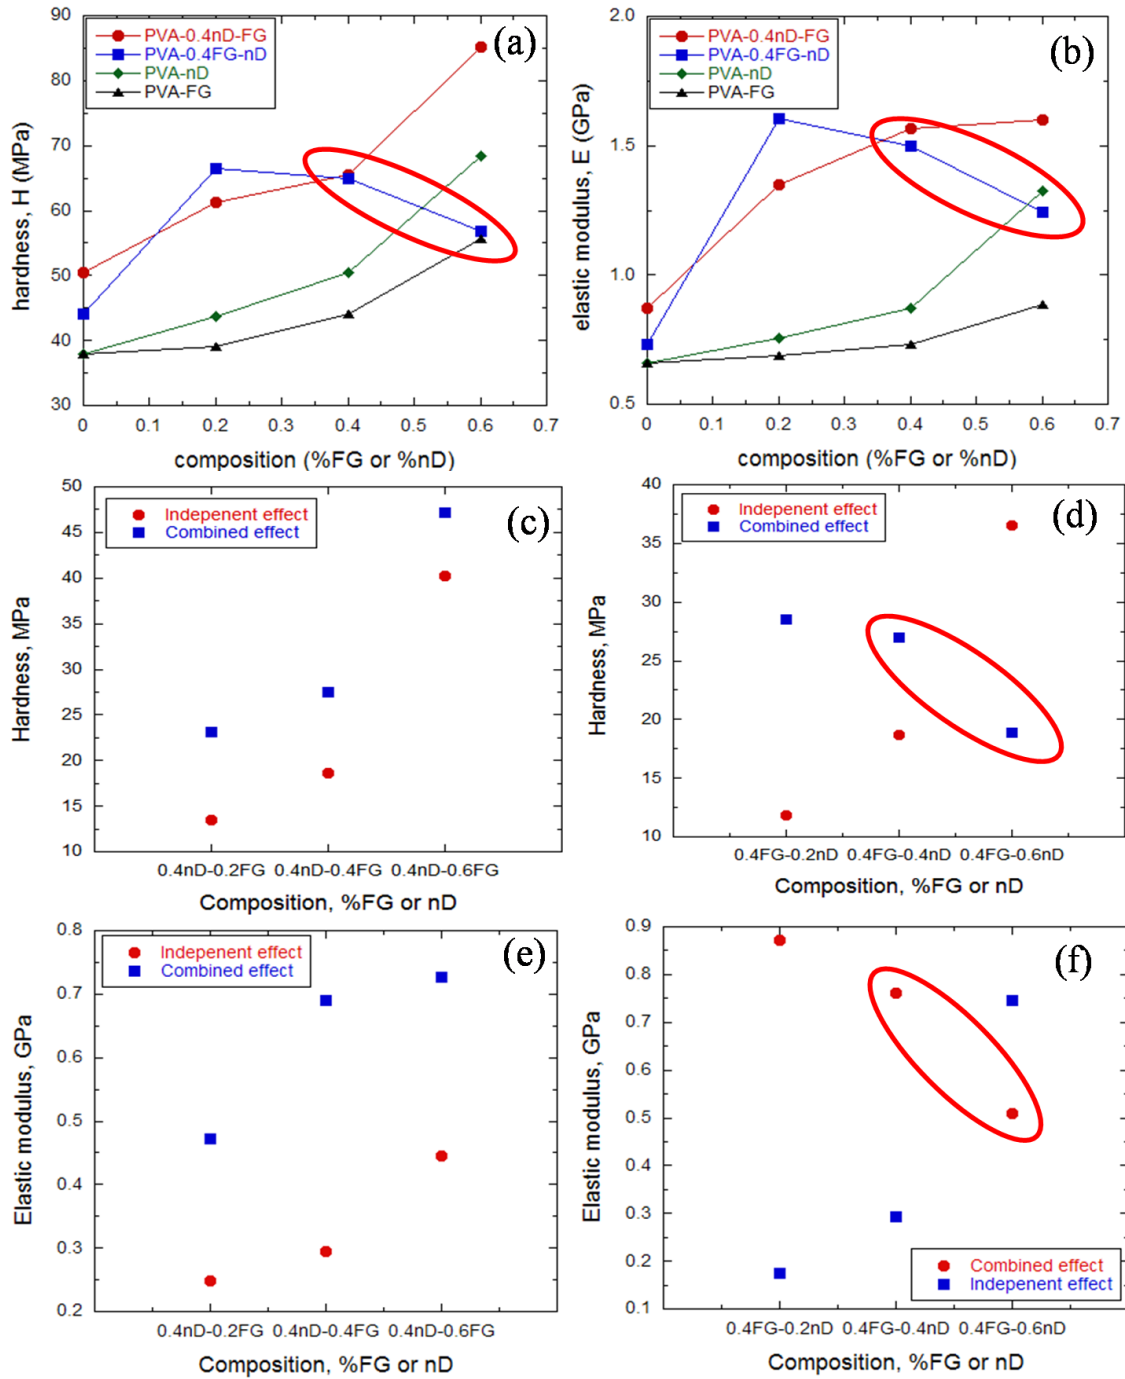 (a)
PVA-0.4nD-FG
PVA-0.4FG-nD
PVA-nD
PVA-FG
90
80
70
60
50
40
30
hardness, H (MPa)
0 0.1 0.2 0.3 0.4 0.5 0.6 0.7
composition (%FG or %nD)
(b)
PVA-0.4nD-FG
PVA-0.4FG-nD
PVA-nD
PVA-FG
2.0
1.5
1.0
0.5
elastic modulus, E (GPa)
0 0.1 0.2 0.3 0.4 0.5 0.6 0.7
composition (%FG or %nD)
(c)
Indepenent effect
Combined effect
50
45
40
35
30
25
20
15
10
Hardness, MPa
0.4nD-0.2FG 0.4nD-0.4FG 0.4nD-0.6FG
Composition, %FG or nD
(d)
Indepenent effect
Combined effect
40
35
30
25
20
15
10
Hardness, MPa
0.4FG-0.2nD 0.4FG-0.4nD 0.4FG-0.6nD
Composition, %FG or nD
(e)
Indepenent effect
Combined effect
0.8
0.7
0.6
0.5
0.4
0.3
0.2
Elastic modulus, GPa
0.4nD-0.2FG 0.4nD-0.4FG 0.4nD-0.6FG
Composition, %FG or nD
(f)
0.9
0.8
0.7
0.6
0.5
0.4
0.3
0.2
0.1
Elastic modulus, GPa
Combined effect
Indepenent effect
0.4FG-0.2nD 0.4FG-0.4nD 0.4FG-0.6nD
Composition, %FG or nD